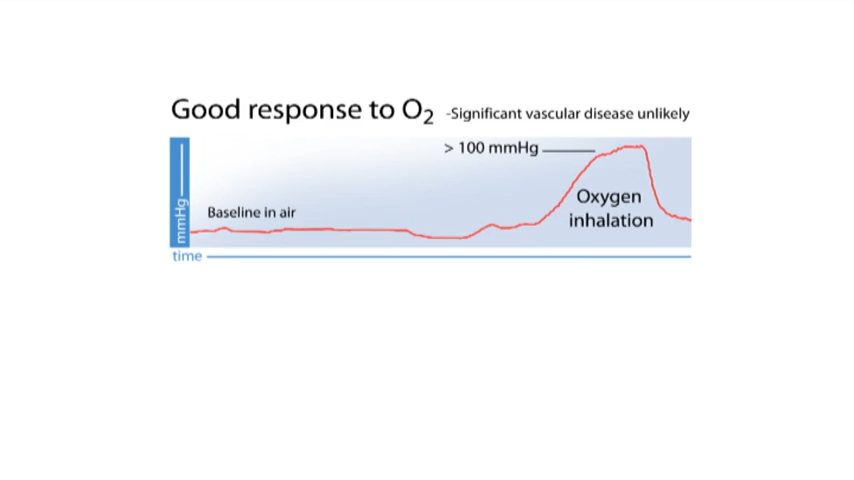 Good response to O2 -Significant vascular disease unlikely
> 100 mmHg
Baseline in air
Oxygen
inhalation
mmHg
time